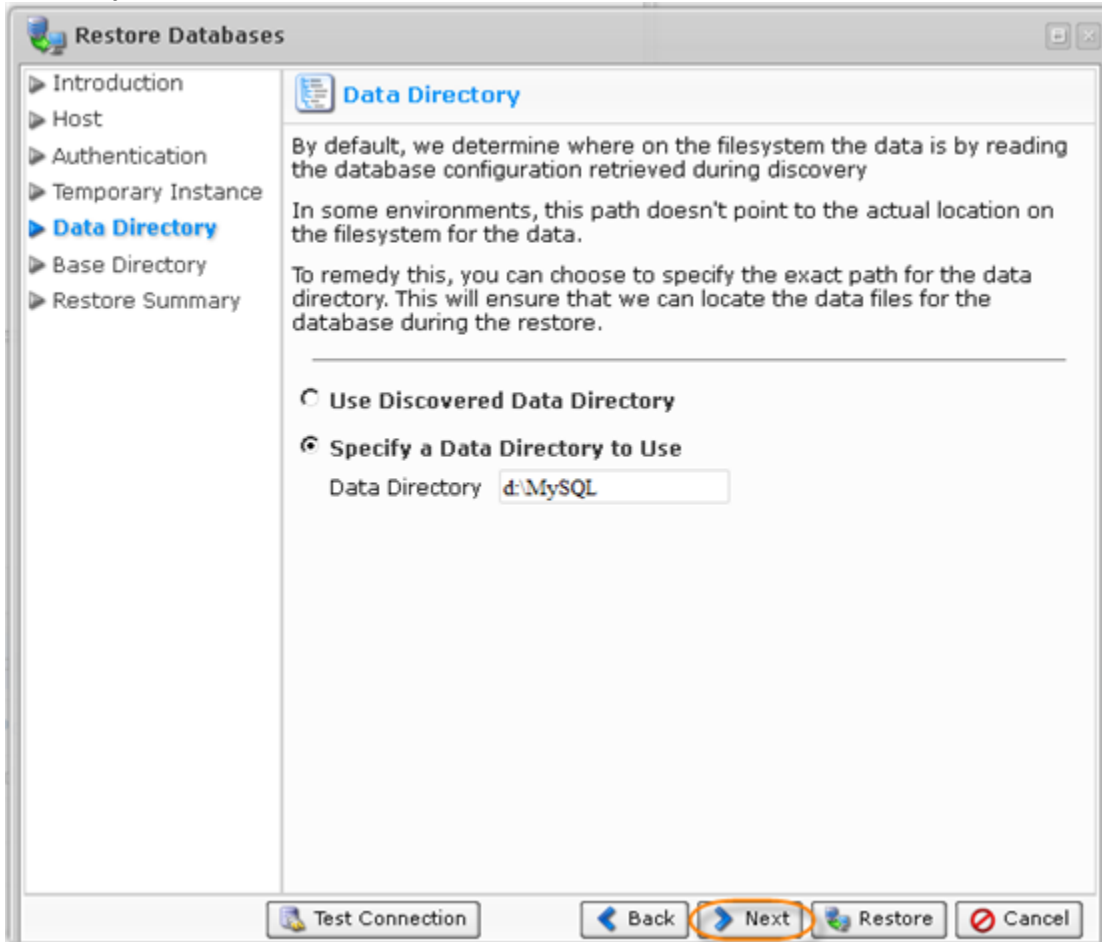 Restore Databases
Introduction
Host
Authentication
Temporary Instance
Data Directory
Base Directory
Restore Summary
Data Directory
By default, we determine where on the filesystem the data is by reading
the database configuration retrieved during discovery
In some environments, this path doesn't point to the actual location on
the filesystem for the data.
To remedy this, you can choose to specify the exact path for the data
directory. This will ensure that we can locate the data files for the
database during the restore.
Use Discovered Data Directory
Specify a Data Directory to Use
Data Directory d:\MySQL
Test Connection Back Next Restore Cancel